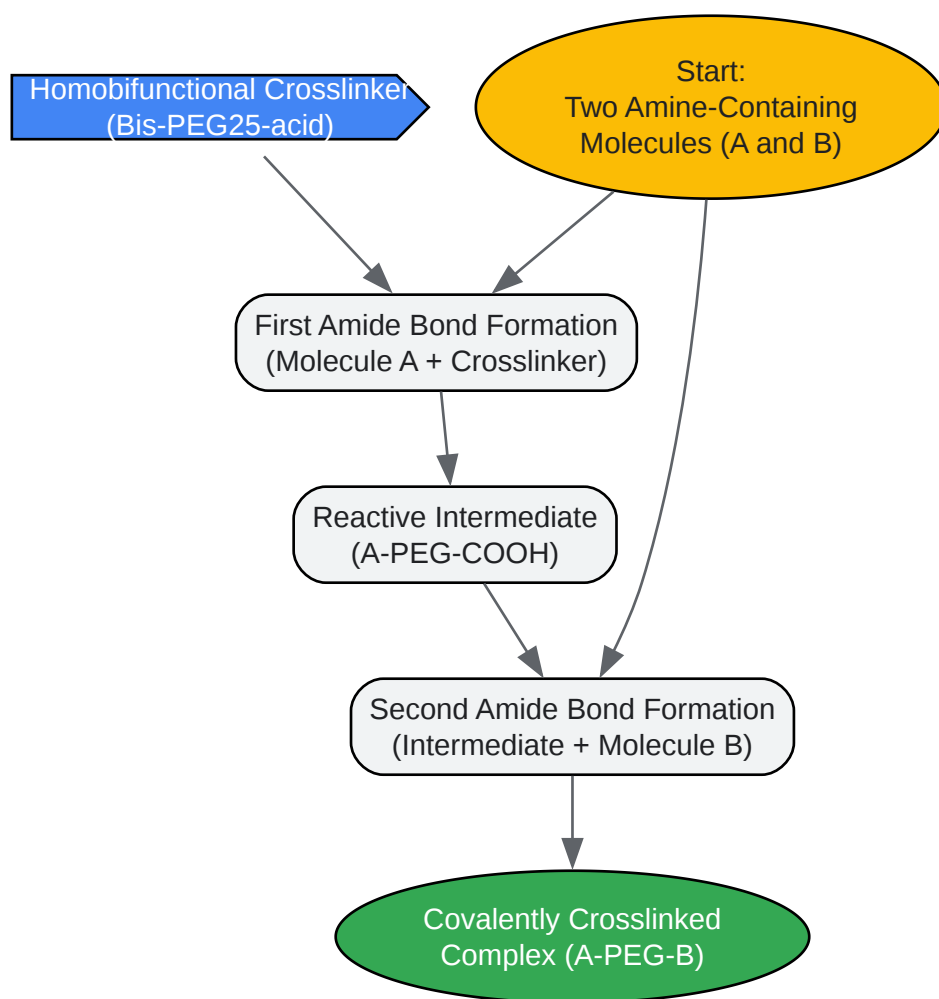 Homobifunctional Crosslinker
(Bis-PEG25-acid)
Start:
Two Amine-Containing
Molecules (A and B)
First Amide Bond Formation
(Molecule A + Crosslinker)
Reactive Intermediate
(A-PEG-COOH)
Second Amide Bond Formation
(Intermediate + Molecule B)
Covalently Crosslinked
Complex (A-PEG-B)